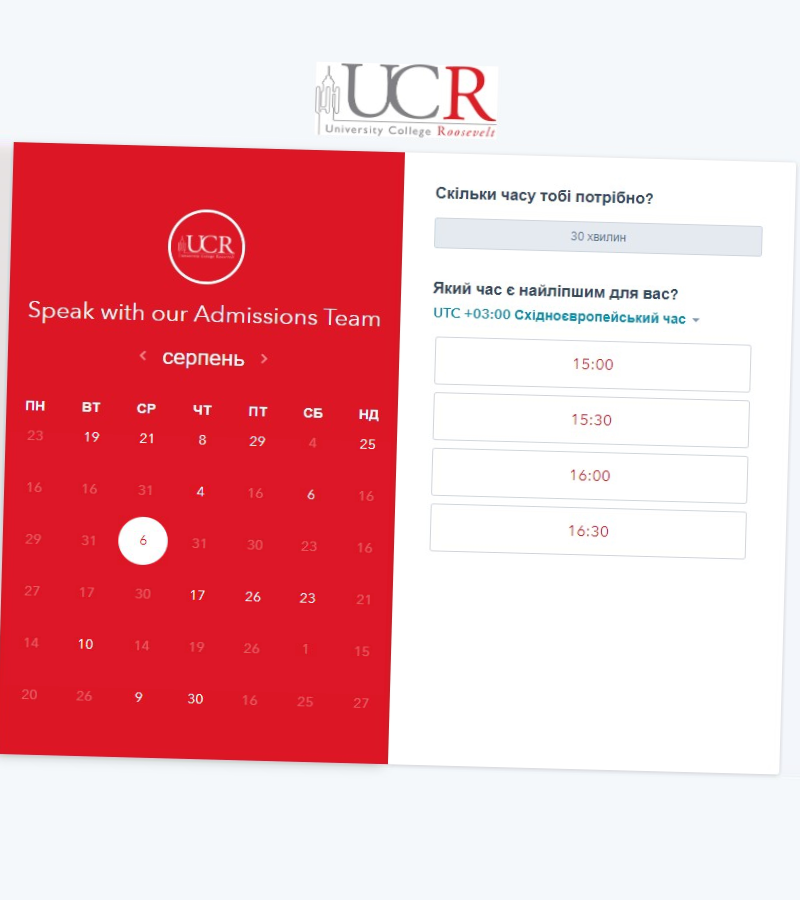 UCR
University College Roosevelt
UCR
Speak with our Admissions Team
серпень
ПН ВТ СР ЧТ ПТ СБ НД
23 19 21 8 29 4 25
16 16 31 4 16 6 16
29 31 6 31 30 23 16
27 17 30 17 26 23 21
14 10 14 19 26 1 15
20 26 9 30 16 25 27
Скільки часу тобі потрібно?
30 хвилин
Який час є найліпшим для вас?
UTC +03:00 Східноєвропейський час
15:00
15:30
16:00
16:30